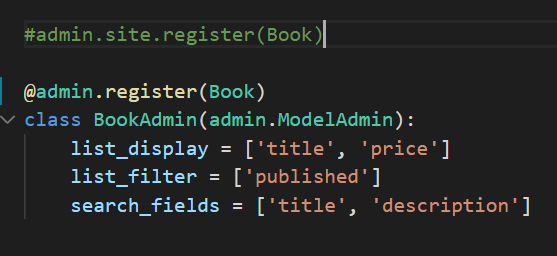 #admin.site.register(Book)
@admin.register(Book)
class BookAdmin(admin.ModelAdmin):
    list_display = ['title', 'price']
    list_filter = ['published']
    search_fields = ['title', 'description']